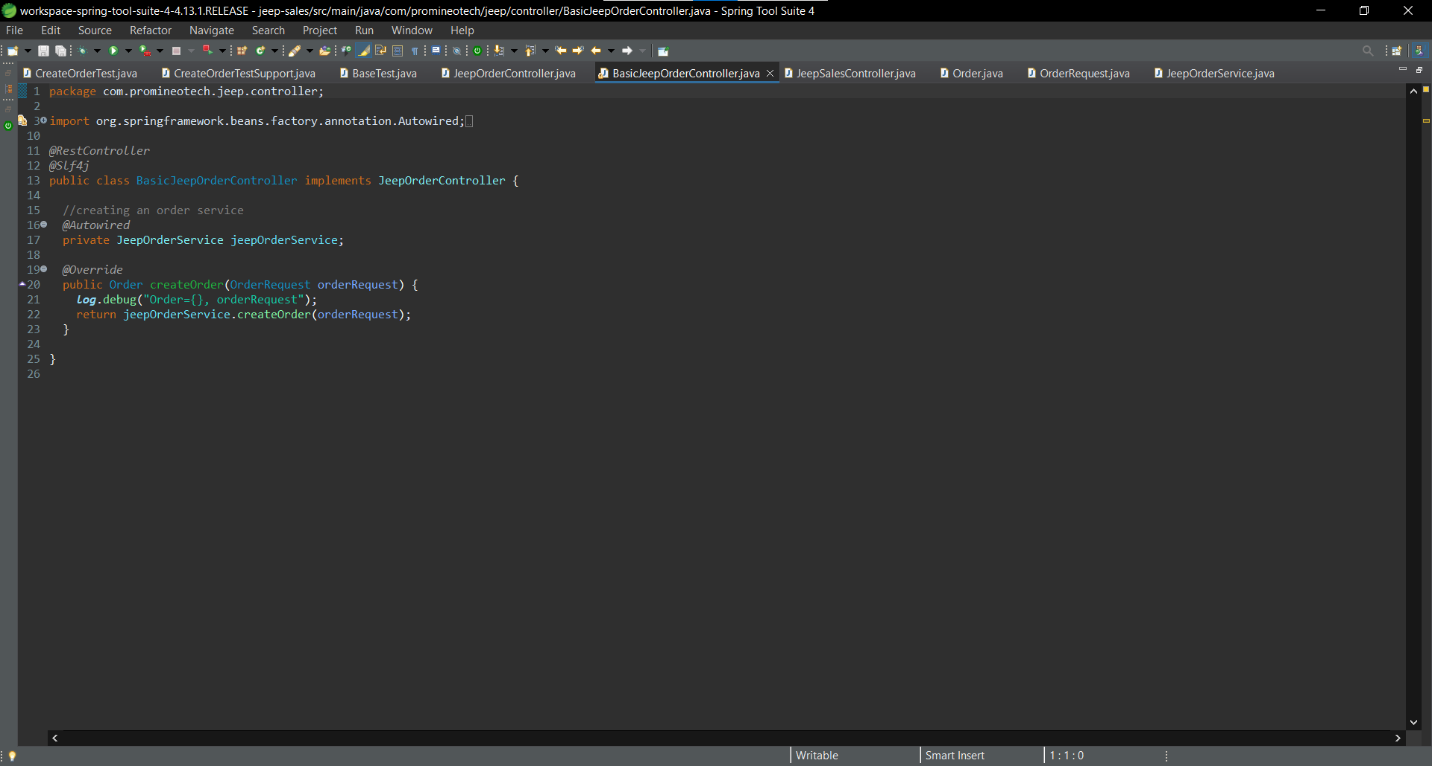 workspace-spring-tool-suite-4-4.13.1.RELEASE - jeep-sales/src/main/java/com/promineotech/jeep/controller/BasicJeepOrderController.java - Spring Tool Suite 4
File Edit Source Refactor Navigate Search Project Run Window Help
CreateOrderTest.java CreateOrderTestSupport.java BaseTest.java JeepOrderController.java BasicJeepOrderController.java JeepSalesController.java Order.java OrderRequest.java JeepOrderService.java
1 package com.promineotech.jeep.controller;
2
3 import org.springframework.beans.factory.annotation.Autowired;
10
11 @RestController
12 @Slf4j
13 public class BasicJeepOrderController implements JeepOrderController {
14
15 //creating an order service
16 @Autowired
17 private JeepOrderService jeepOrderService;
18
19 @Override
20 public Order createOrder(OrderRequest orderRequest) {
21 log.debug("Order={}, orderRequest");
22 return jeepOrderService.createOrder(orderRequest);
23 }
24
25 }
26
Writable Smart Insert 1 : 1 : 0